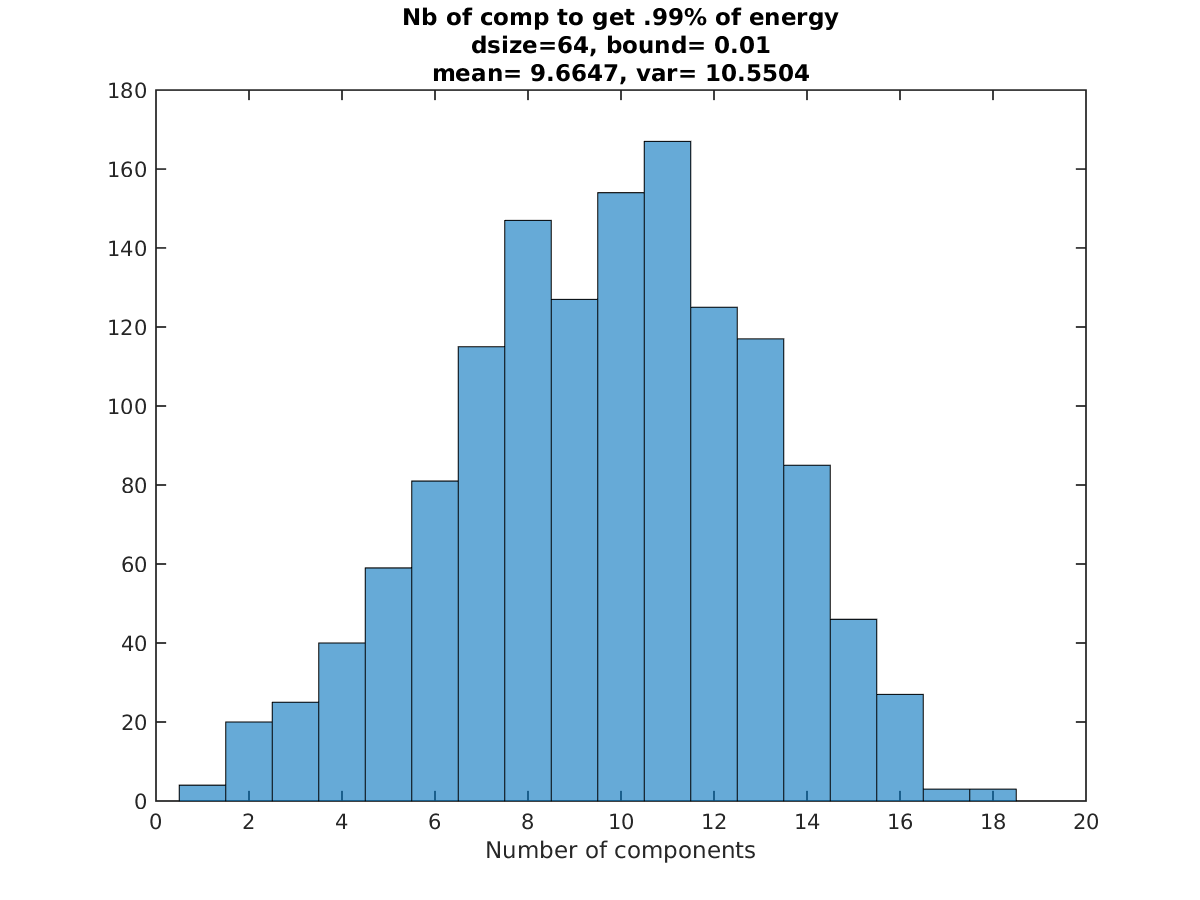 Nb of comp to get .99% of energy
dsize=64, bound= 0.01
mean= 9.6647, var= 10.5504
180
160
140
120
100
80
60
40
20
0
0 2 4 6 8 10 12 14 16 18 20
Number of components